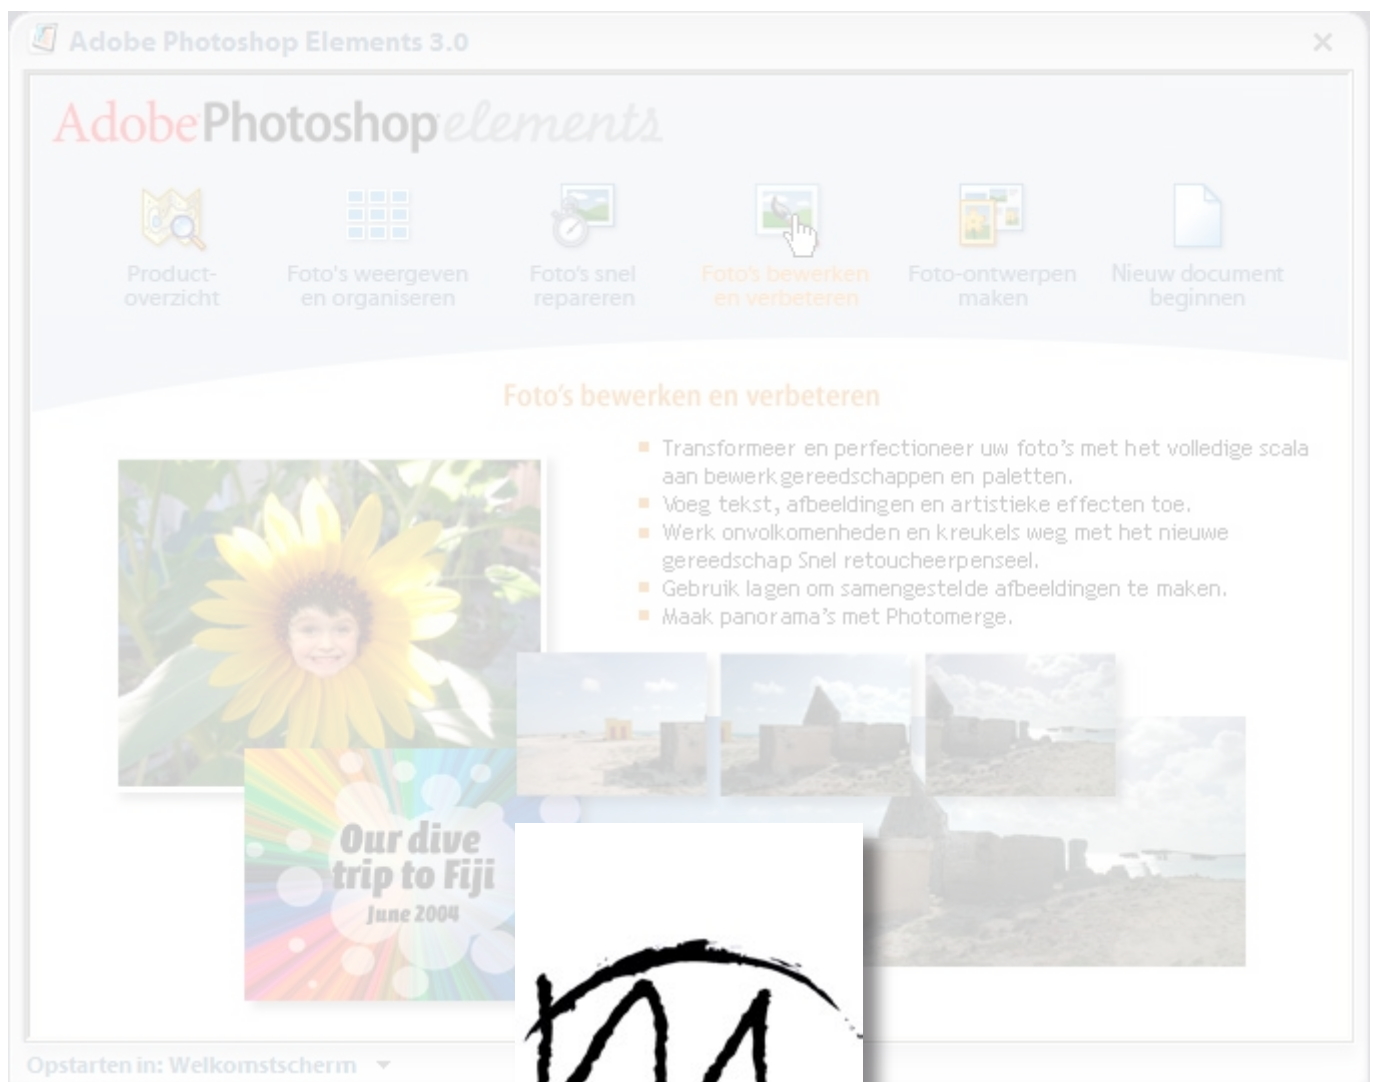 Adobe Photoshop Elements 3.0
Adobe Photoshop elements
Product-
overzicht
Foto's weergeven
en organiseren
Foto's snel
repareren
Foto's bewerken
en verbeteren
Foto-ontwerpen
maken
Nieuw document
beginnen
Foto's bewerken en verbeteren
Transformeer en perfectioneer uw foto's met het volledige scala
aan bewerkgereedschappen en paletten.
Voeg tekst, afbeeldingen en artistieke effecten toe.
Werk onvolkomenheden en kreukels weg met het nieuwe
gereedschap Snel retoucheerpenseel.
Gebruik lagen om samengestelde afbeeldingen te maken.
Maak panorama's met Photomerge.
Our dive
trip to Fiji
June 2004
Opstarten in: Welkomstscherm